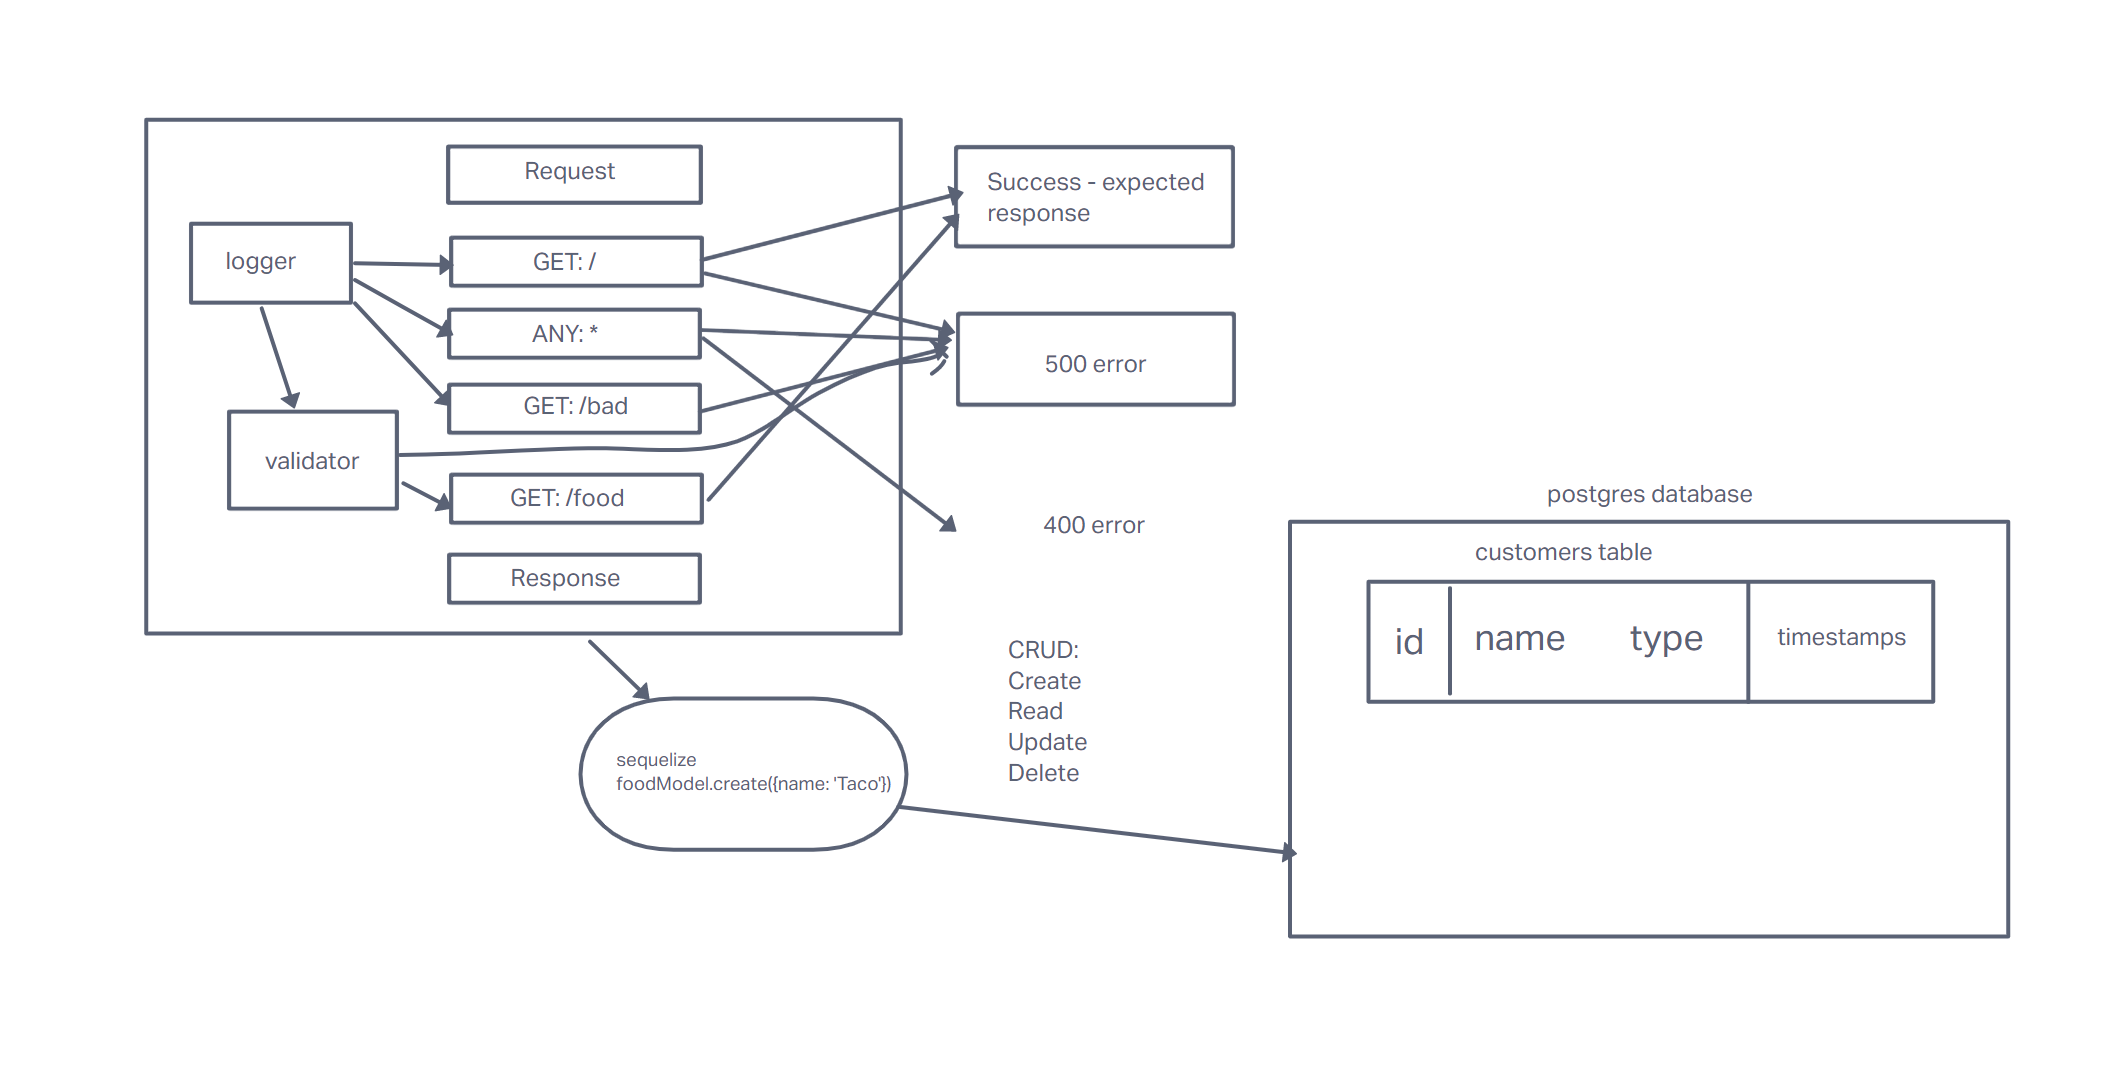 Request
logger
GET: /
ANY: *
GET: /bad
validator
GET: /food
Response
Success - expected
response
500 error
400 error
postgres database
customers table
id
name
type
timestamps
CRUD:
Create
Read
Update
Delete
sequelize
foodModel.create({name: 'Taco'})